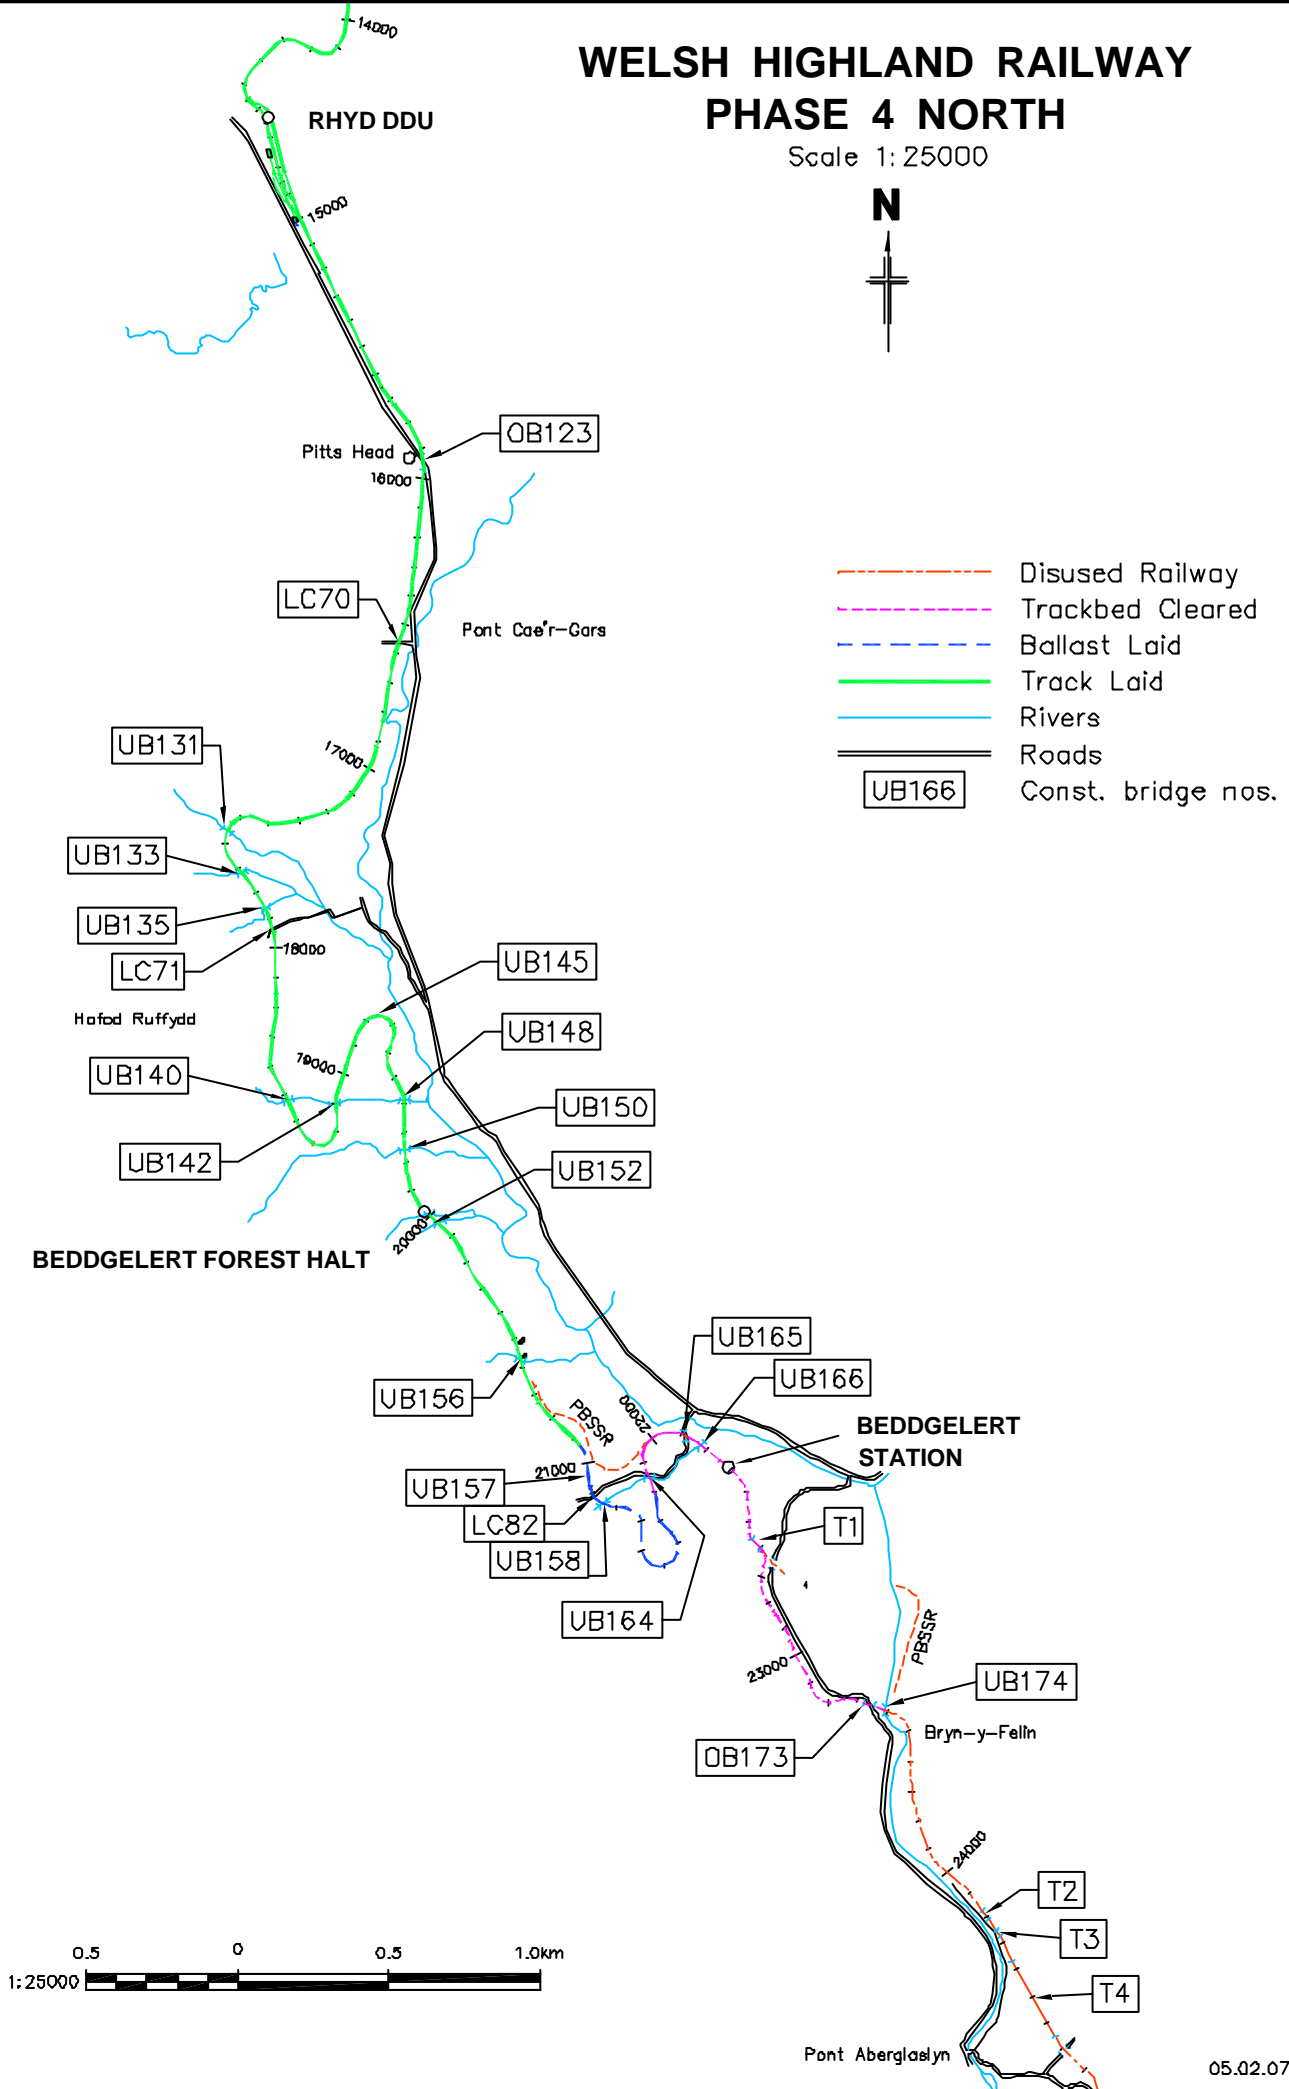 14000
WELSH HIGHLAND RAILWAY
PHASE 4 NORTH
Scale 1:25000
N
RHYD DDU
15000
OB123
Pitts Head
16000
LC70
Pont Cae'r-Gars
Disused Railway
Trackbed Cleared
Ballast Laid
Track Laid
Rivers
Roads
UB166
Const. bridge nos.
UB131
17000
UB133
UB135
LC71
18000
UB145
Hafod Ruffydd
UB148
19000
UB140
UB150
UB142
UB152
20000
BEDDGELERT FOREST HALT
UB165
UB166
UB156
PBSSR
22000
BEDDGELERT
STATION
21000
UB157
LC82
UB158
T1
UB164
PBSSR
23000
UB174
Bryn-y-Felin
OB173
24000
T2
T3
T4
0.5
0
0.5
1.0km
1:25000
Pont Aberglaslyn
05.02.07